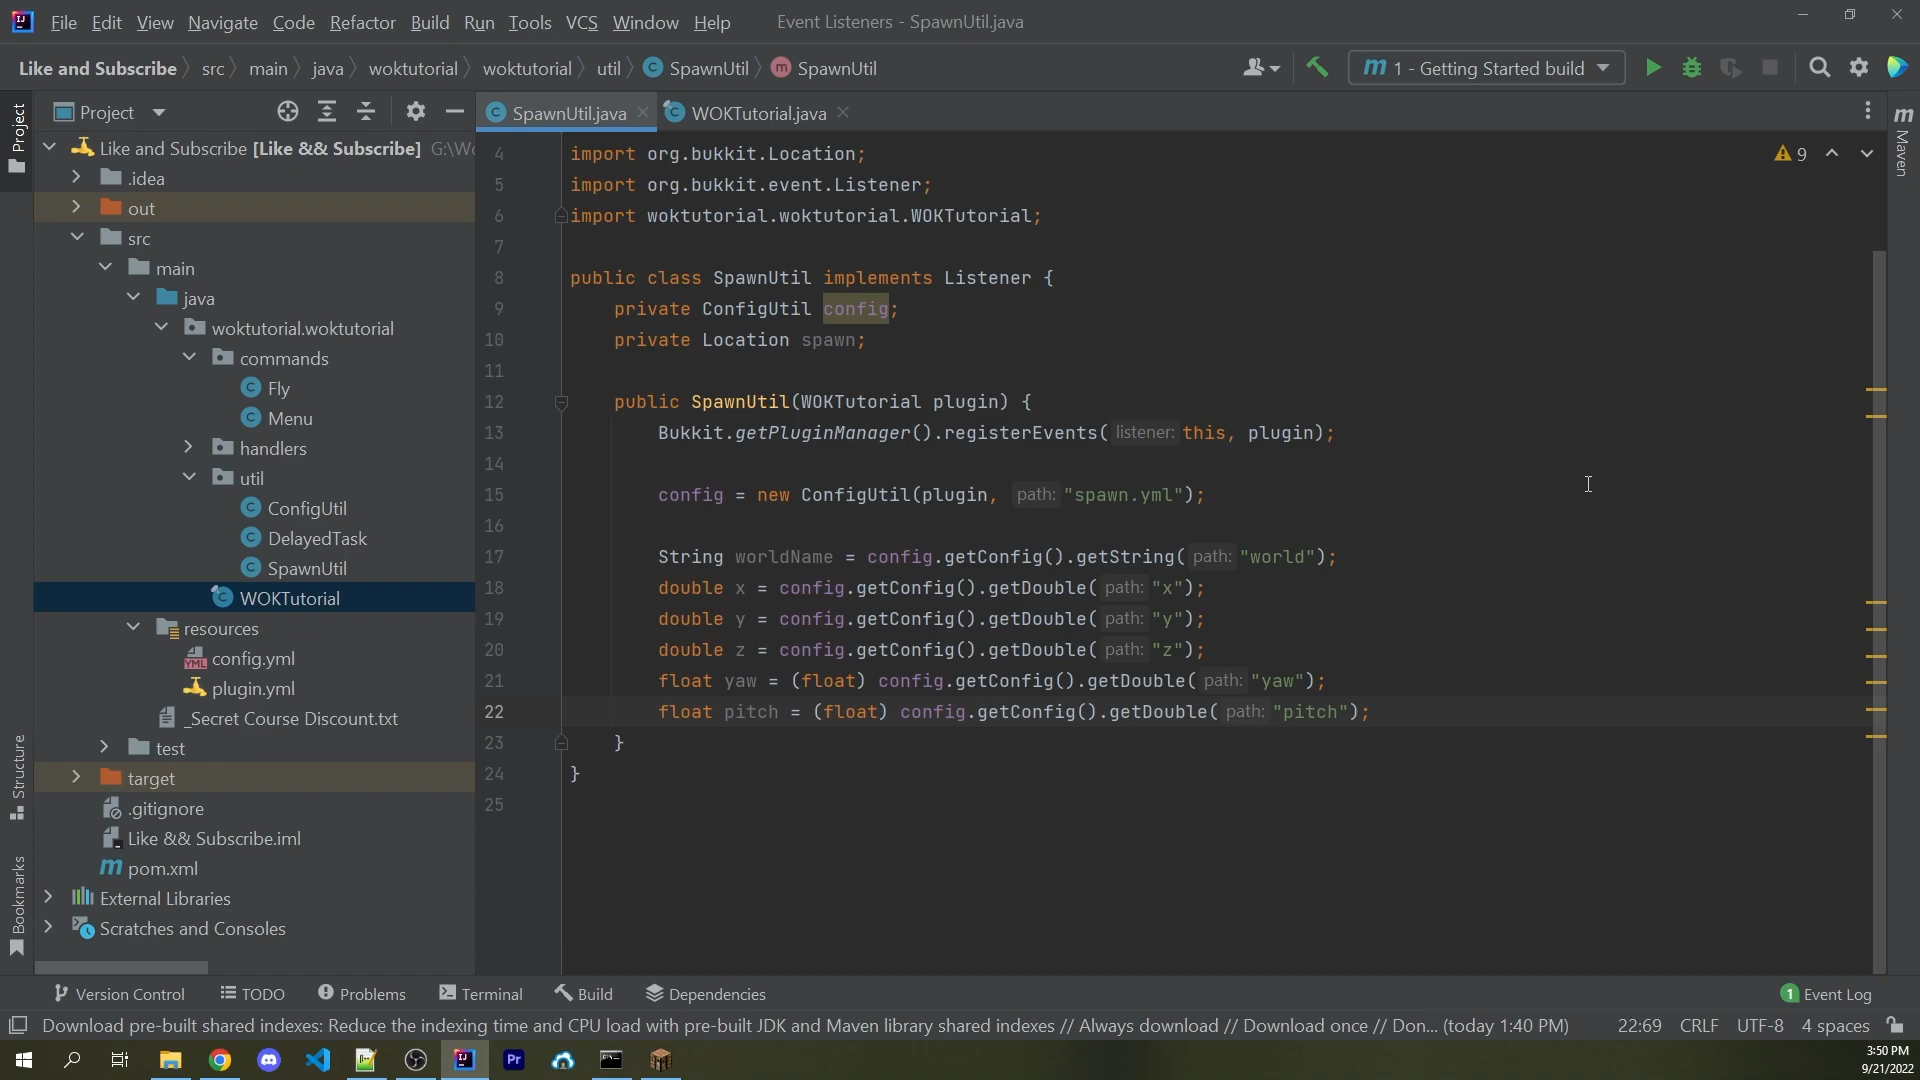 File Edit View Navigate Code Refactor Build Run Tools VCS Window Help Event Listeners - SpawnUtil.java
Like and Subscribe src main java woktutorial woktutorial util C SpawnUtil m SpawnUtil m 1 - Getting Started build
Project
Project
Structure
Bookmarks
Like and Subscribe [Like && Subscribe]
.idea
out
src
main
java
woktutorial.woktutorial
commands
Fly
Menu
handlers
util
ConfigUtil
DelayedTask
SpawnUtil
WOKTutorial
resources
config.yml
plugin.yml
_Secret Course Discount.txt
test
target
.gitignore
Like && Subscribe.iml
pom.xml
External Libraries
Scratches and Consoles
SpawnUtil.java WOKTutorial.java
4 import org.bukkit.Location;
5 import org.bukkit.event.Listener;
6 import woktutorial.woktutorial.WOKTutorial;
7
8 public class SpawnUtil implements Listener {
9 private ConfigUtil config;
10 private Location spawn;
11
12 public SpawnUtil(WOKTutorial plugin) {
13 Bukkit.getPluginManager().registerEvents( listener: this, plugin);
14
15 config = new ConfigUtil(plugin, path: "spawn.yml");
16
17 String worldName = config.getConfig().getString( path: "world");
18 double x = config.getConfig().getDouble( path: "x");
19 double y = config.getConfig().getDouble( path: "y");
20 double z = config.getConfig().getDouble( path: "z");
21 float yaw = (float) config.getConfig().getDouble( path: "yaw");
22 float pitch = (float) config.getConfig().getDouble( path: "pitch");
23 }
24 }
25
9
m Maven
Version Control TODO Problems Terminal Build Dependencies 1 Event Log
Download pre-built shared indexes: Reduce the indexing time and CPU load with pre-built JDK and Maven library shared indexes // Always download // Download once // Don... (today 1:40 PM) 22:69 CRLF UTF-8 4 spaces
3:50 PM
9/21/2022